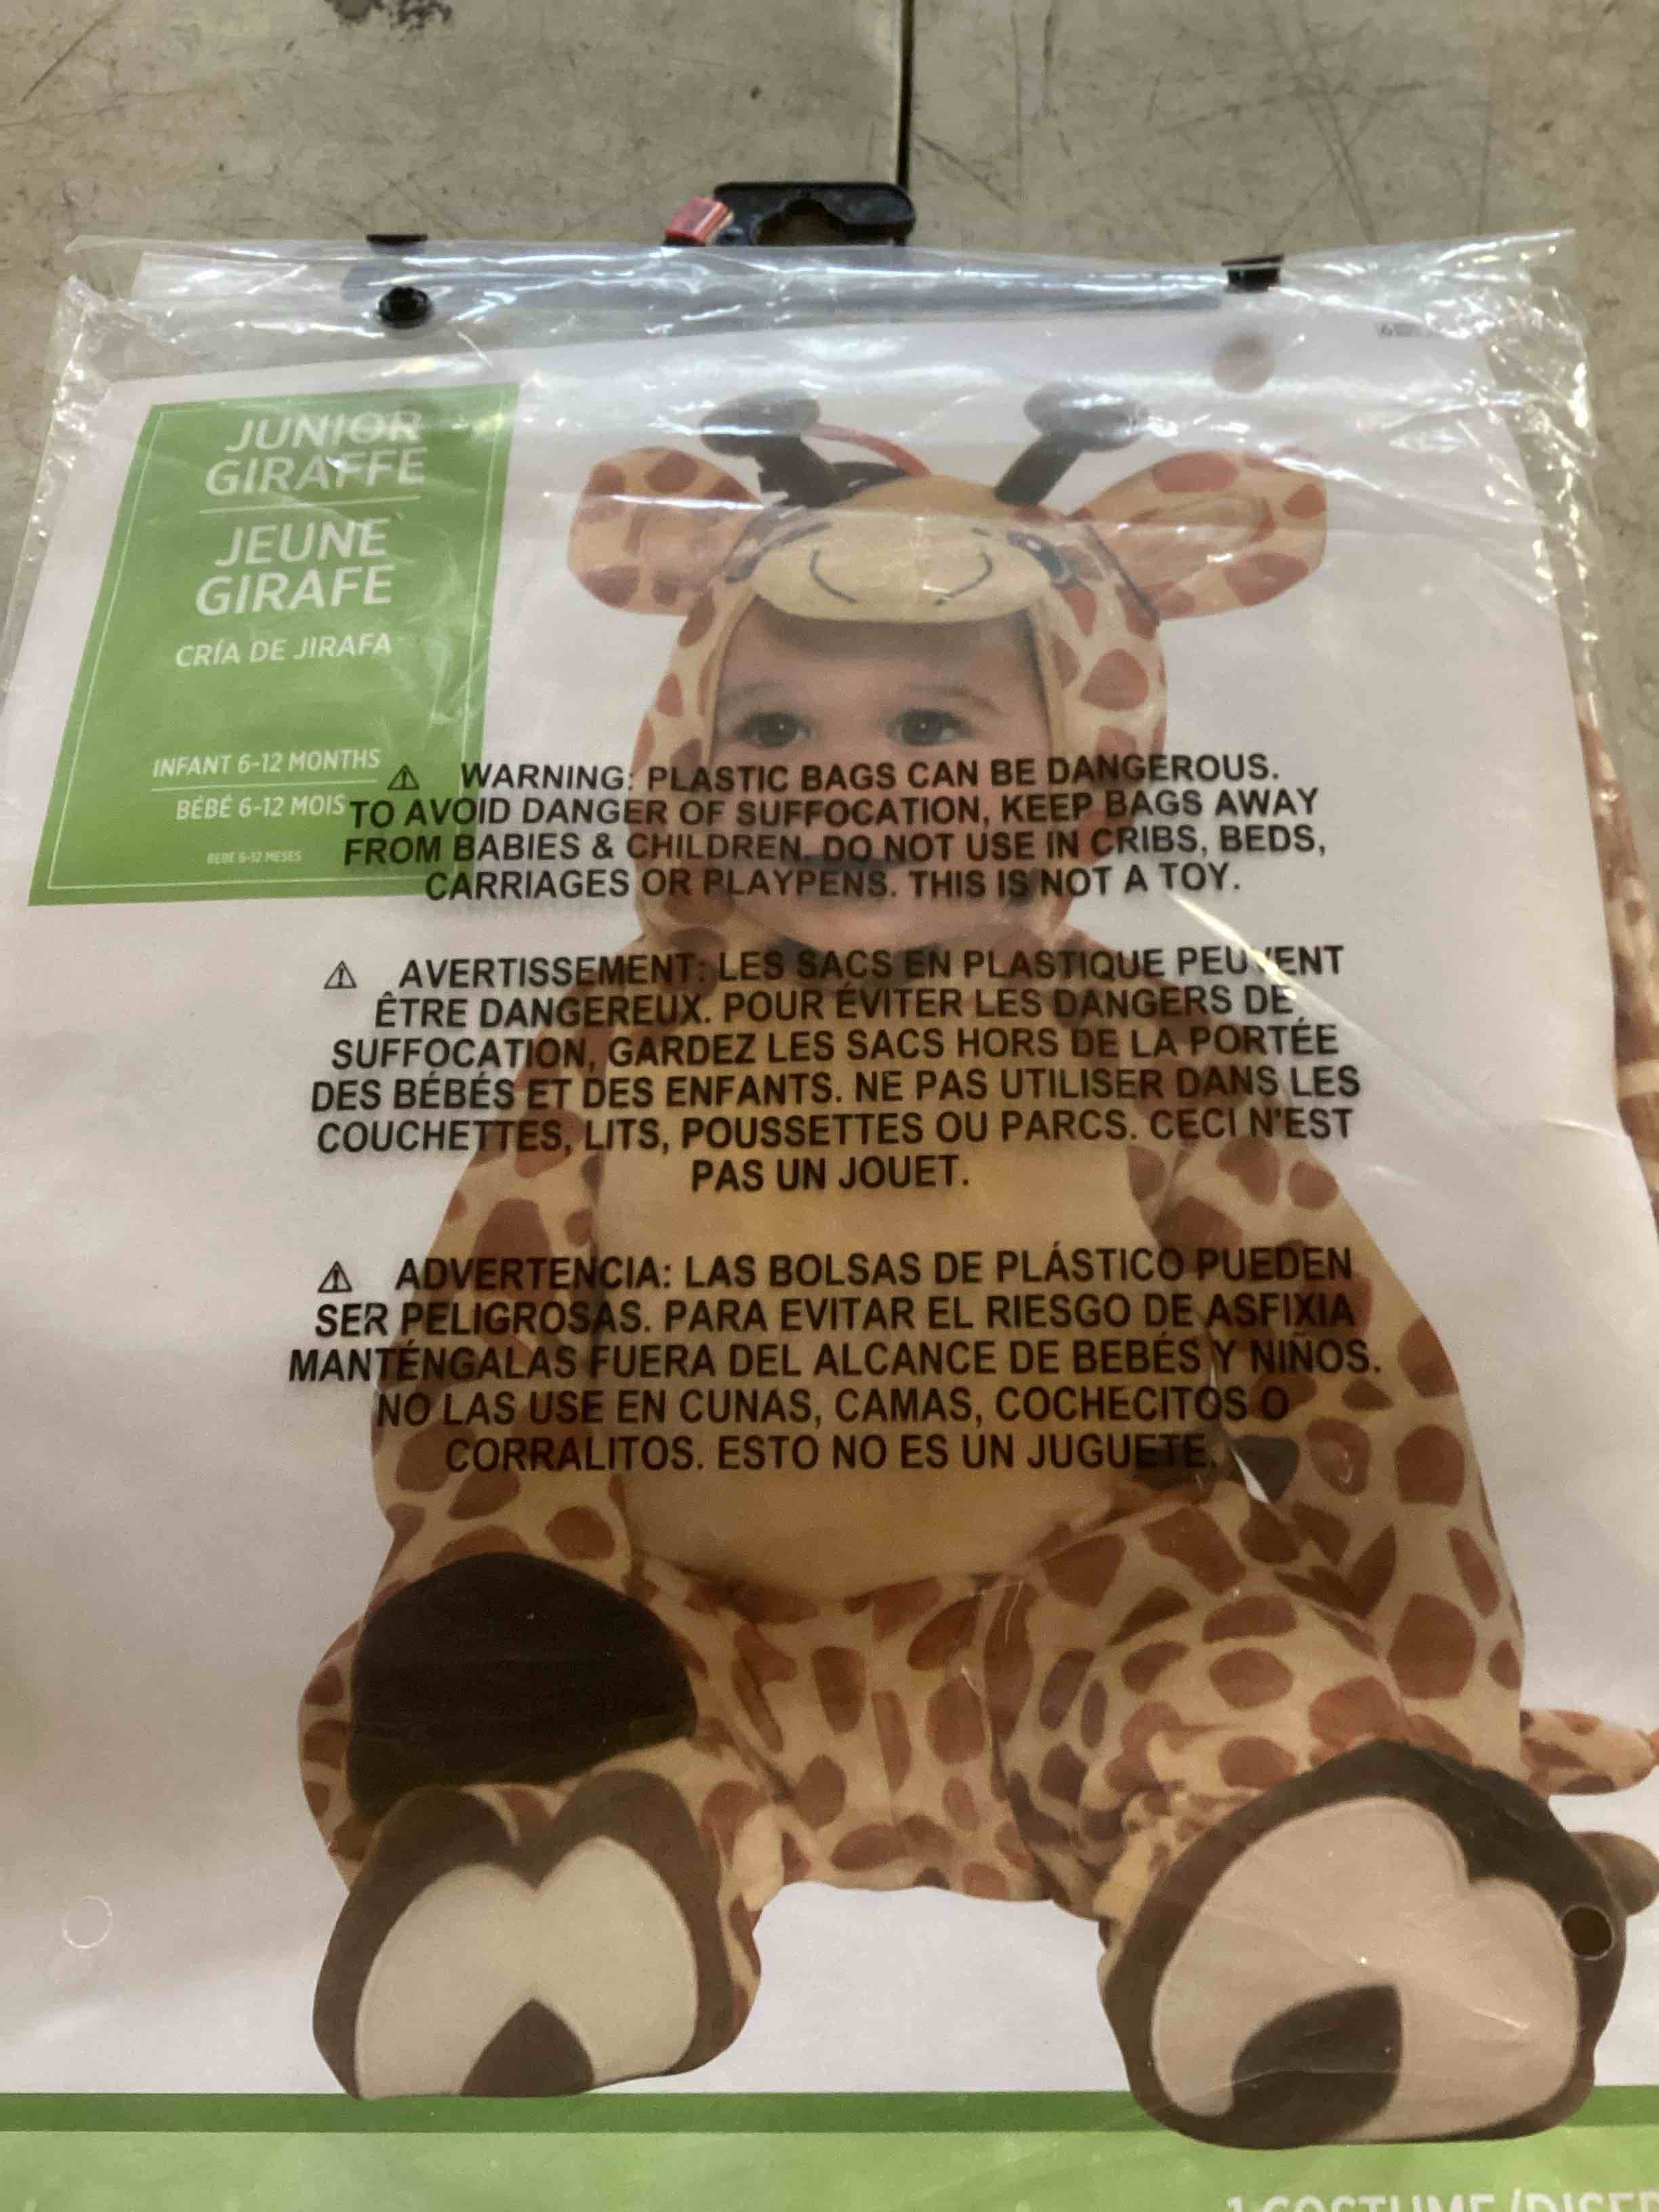 JUNIOR
GIRAFFE
JEUNE
GIRAFE
CRÍA DE JIRAFA
INFANT 6-12 MONTHS
BÉBÉ 6-12 MOIS
BEBE 6-12 MESES
⚠ WARNING: PLASTIC BAGS CAN BE DANGEROUS.
TO AVOID DANGER OF SUFFOCATION, KEEP BAGS AWAY
FROM BABIES & CHILDREN. DO NOT USE IN CRIBS, BEDS,
CARRIAGES OR PLAYPENS. THIS IS NOT A TOY.
⚠ AVERTISSEMENT: LES SACS EN PLASTIQUE PEUVENT
ÊTRE DANGEREUX. POUR ÉVITER LES DANGERS DE
SUFFOCATION, GARDEZ LES SACS HORS DE LA PORTÉE
DES BÉBÉS ET DES ENFANTS. NE PAS UTILISER DANS LES
COUCHETTES, LITS, POUSSETTES OU PARCS. CECI N'EST
PAS UN JOUET.
⚠ ADVERTENCIA: LAS BOLSAS DE PLÁSTICO PUEDEN
SER PELIGROSAS. PARA EVITAR EL RIESGO DE ASFIXIA
MANTÉNGALAS FUERA DEL ALCANCE DE BEBÉS Y NIÑOS.
NO LAS USE EN CUNAS, CAMAS, COCHECITOS O
CORRALITOS. ESTO NO ES UN JUGUETE.
1 COSTUME